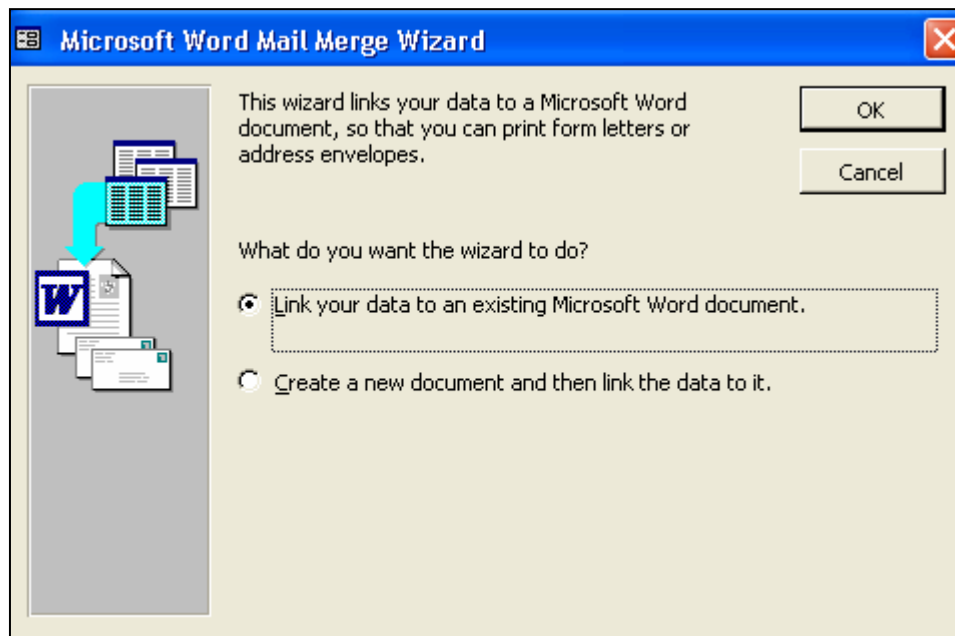 Microsoft Word Mail Merge Wizard
This wizard links your data to a Microsoft Word
document, so that you can print form letters or
address envelopes.
OK
Cancel
What do you want the wizard to do?
Link your data to an existing Microsoft Word document.
Create a new document and then link the data to it.
W